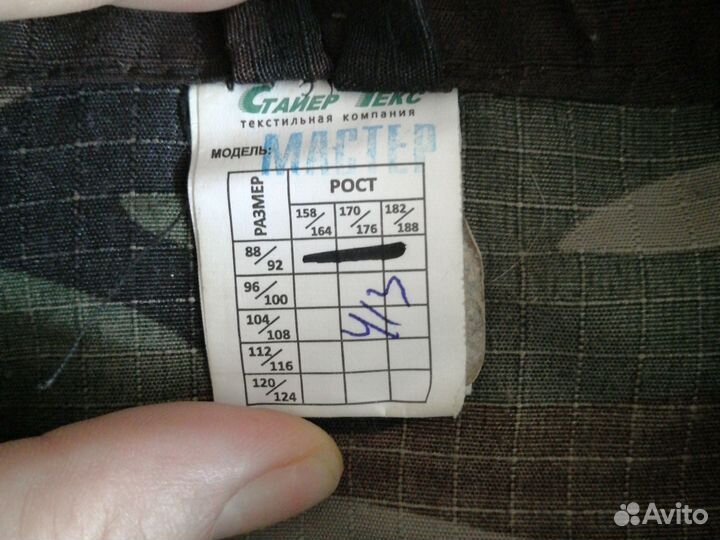 Стайер Текс
текстильная компания
МОДЕЛЬ: МАСТЕР
РАЗМЕР РОСТ
158/164 170/176 182/188
88/92
96/100
104/108
112/116
120/124
4/3
Avito